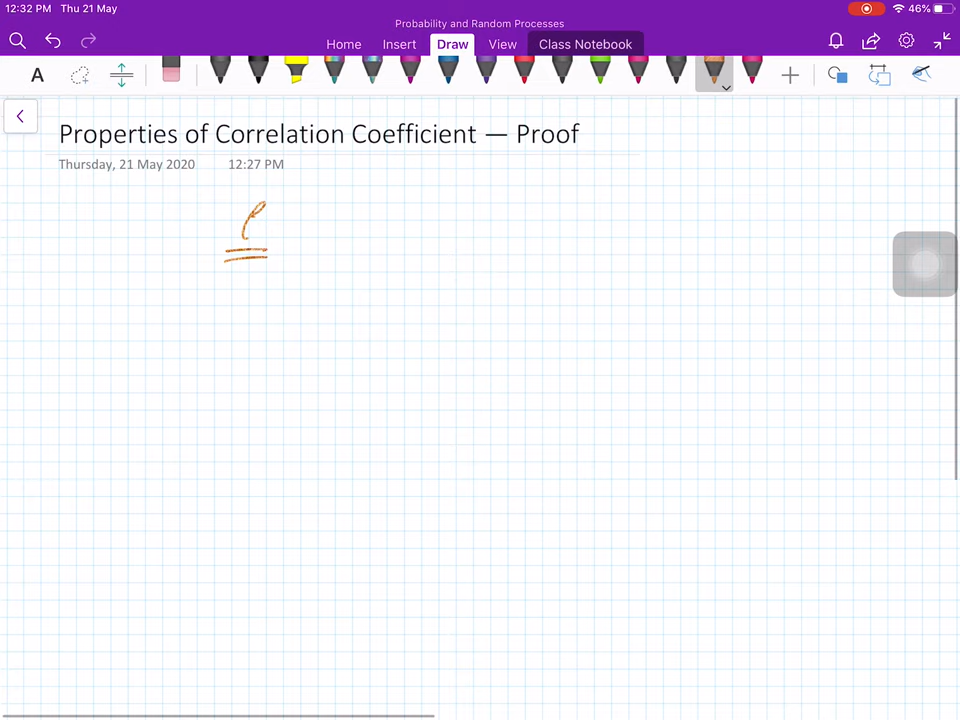 12:32 PM Thu 21 May 46%
Probability and Random Processes
Home Insert Draw View Class Notebook
A
Properties of Correlation Coefficient — Proof
Thursday, 21 May 2020 12:27 PM